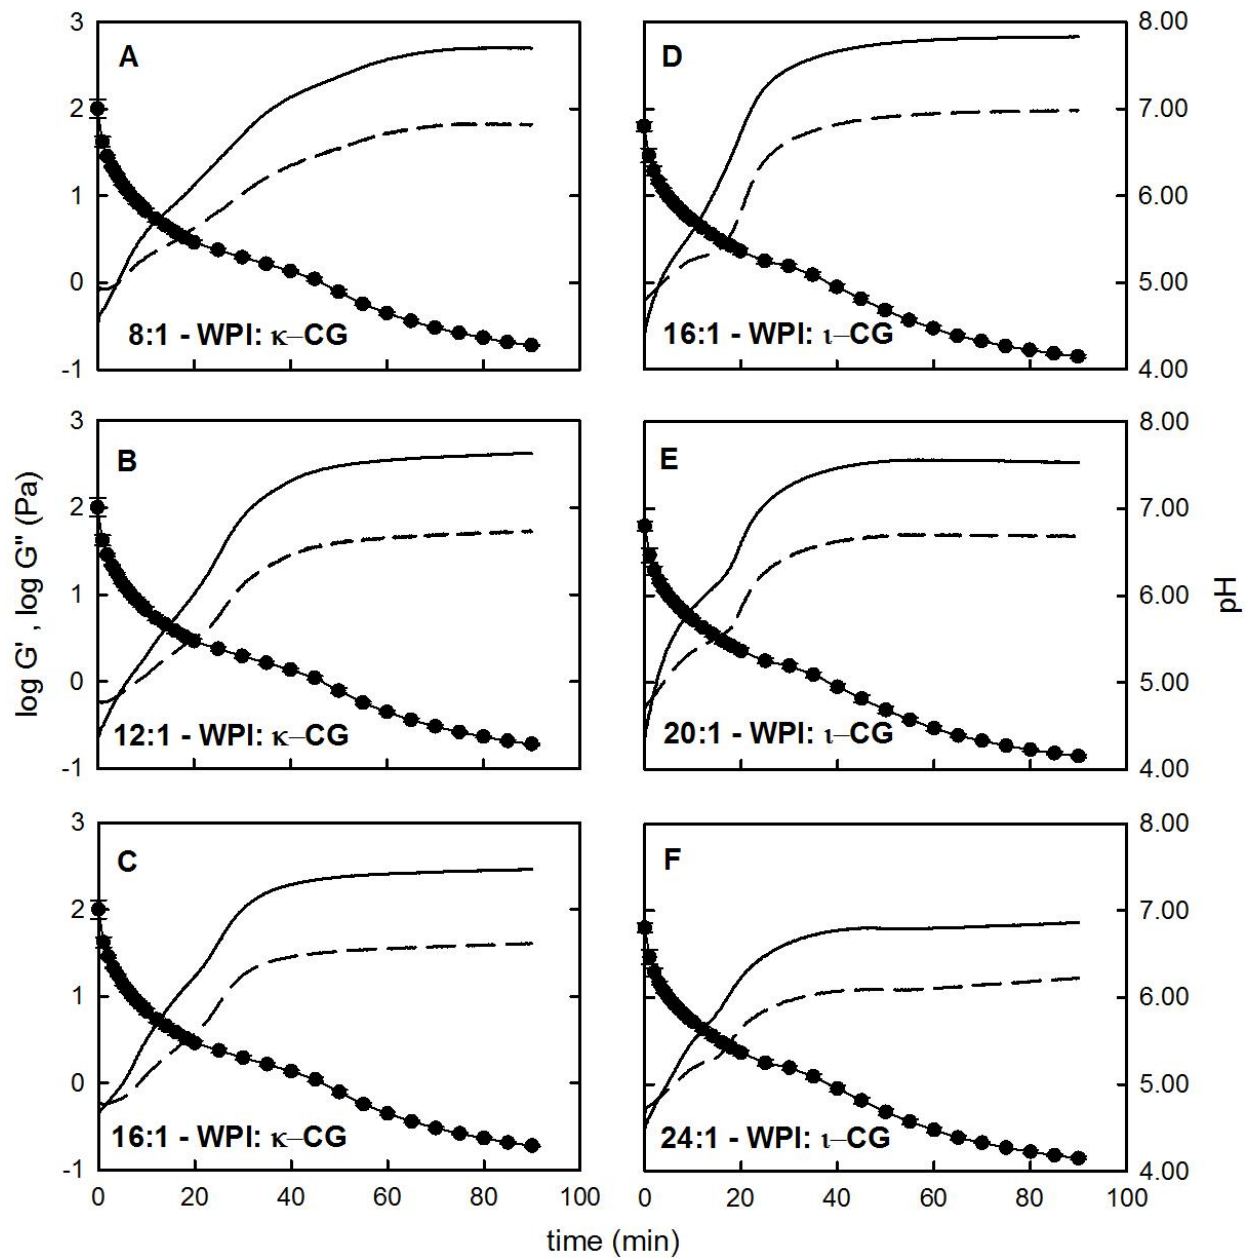 3
2
1
0
-1
A
8:1 - WPI: κ–CG
D
16:1 - WPI: ι–CG
8.00
7.00
6.00
5.00
4.00
3
2
1
0
-1
log G' , log G" (Pa)
B
12:1 - WPI: κ–CG
E
20:1 - WPI: ι–CG
8.00
7.00
6.00
5.00
4.00
pH
3
2
1
0
-1
C
16:1 - WPI: κ–CG
F
24:1 - WPI: ι–CG
8.00
7.00
6.00
5.00
4.00
0 20 40 60 80 100
0 20 40 60 80 100
time (min)